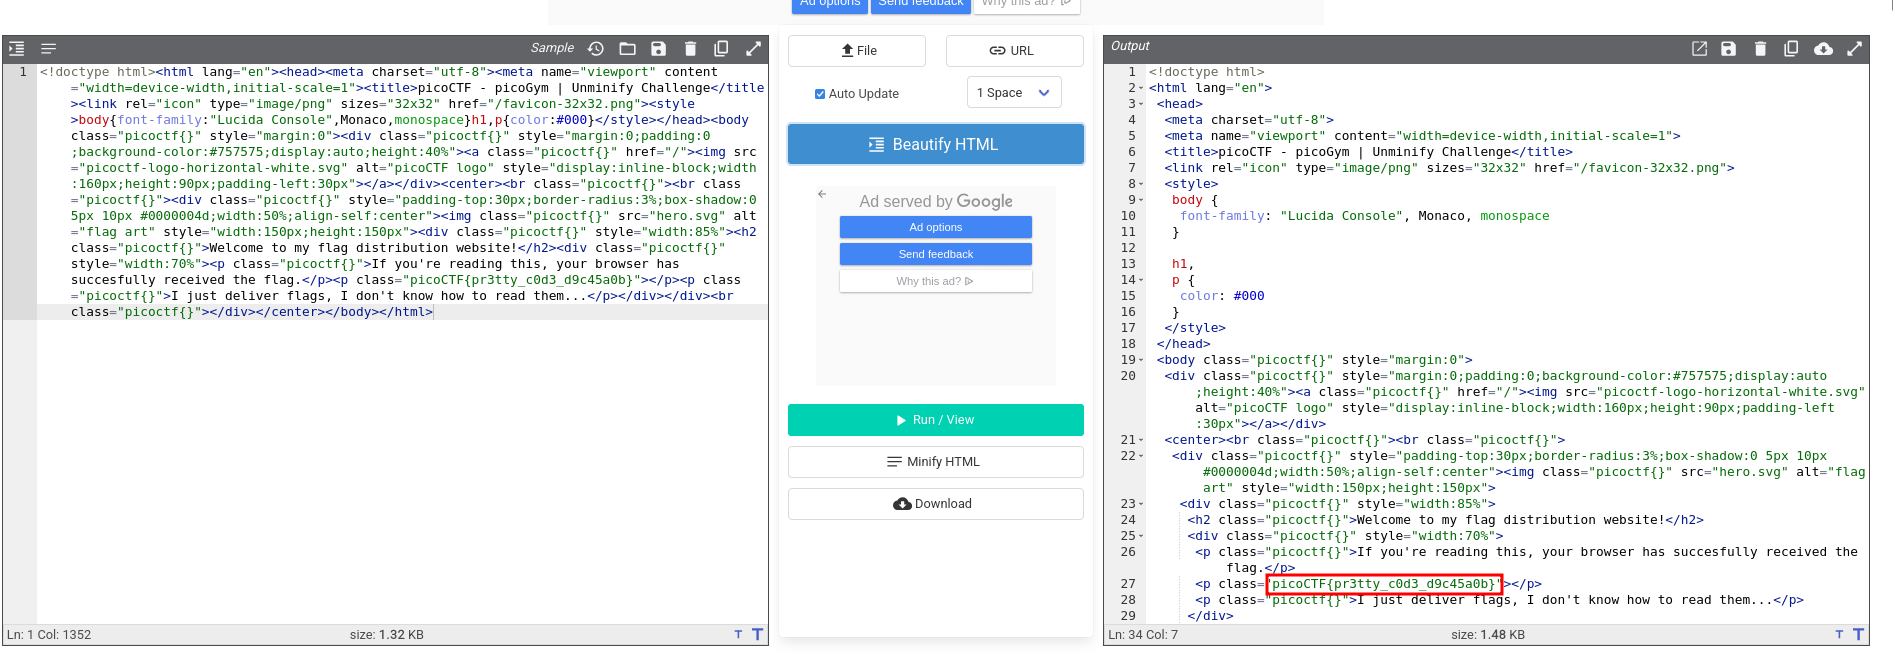 Ad options Send feedback Why this ad?
Sample
1 <!doctype html><html lang="en"><head><meta charset="utf-8"><meta name="viewport" content
="width=device-width,initial-scale=1"><title>picoCTF - picoGym | Unminify Challenge</title
><link rel="icon" type="image/png" sizes="32x32" href="/favicon-32x32.png"><style
>body{font-family:"Lucida Console",Monaco,monospace}h1,p{color:#000}</style></head><body
class="picoctf{}" style="margin:0"><div class="picoctf{}" style="margin:0;padding:0
;background-color:#757575;display:auto;height:40%"><a class="picoctf{}" href="/"><img src
="picoctf-logo-horizontal-white.svg" alt="picoCTF logo" style="display:inline-block;width
:160px;height:90px;padding-left:30px"></a></div><center><br class="picoctf{}"><br class
="picoctf{}"><div class="picoctf{}" style="padding-top:30px;border-radius:3%;box-shadow:0
5px 10px #0000004d;width:50%;align-self:center"><img class="picoctf{}" src="hero.svg" alt
="flag art" style="width:150px;height:150px"><div class="picoctf{}" style="width:85%"><h2
class="picoctf{}">Welcome to my flag distribution website!</h2><div class="picoctf{}"
style="width:70%"><p class="picoctf{}">If you're reading this, your browser has
succesfully received the flag.</p><p class="picoCTF{pr3tty_c0d3_d9c45a0b}"></p><p class
="picoctf{}">I just deliver flags, I don't know how to read them...</p></div></div><br
class="picoctf{}"></div></center></body></html>
Ln: 1 Col: 1352 size: 1.32 KB T T
File URL
Auto Update 1 Space
Beautify HTML
Ad served by Google
Ad options
Send feedback
Why this ad?
Run / View
Minify HTML
Download
Output
1 <!doctype html>
2 <html lang="en">
3 <head>
4 <meta charset="utf-8">
5 <meta name="viewport" content="width=device-width,initial-scale=1">
6 <title>picoCTF - picoGym | Unminify Challenge</title>
7 <link rel="icon" type="image/png" sizes="32x32" href="/favicon-32x32.png">
8 <style>
9 body {
10 font-family: "Lucida Console", Monaco, monospace
11 }
12
13 h1,
14 p {
15 color: #000
16 }
17 </style>
18 </head>
19 <body class="picoctf{}" style="margin:0">
20 <div class="picoctf{}" style="margin:0;padding:0;background-color:#757575;display:auto
;height:40%"><a class="picoctf{}" href="/"><img src="picoctf-logo-horizontal-white.svg"
alt="picoCTF logo" style="display:inline-block;width:160px;height:90px;padding-left
:30px"></a></div>
21 <center><br class="picoctf{}"><br class="picoctf{}">
22 <div class="picoctf{}" style="padding-top:30px;border-radius:3%;box-shadow:0 5px 10px
#0000004d;width:50%;align-self:center"><img class="picoctf{}" src="hero.svg" alt="flag
art" style="width:150px;height:150px">
23 <div class="picoctf{}" style="width:85%">
24 <h2 class="picoctf{}">Welcome to my flag distribution website!</h2>
25 <div class="picoctf{}" style="width:70%">
26 <p class="picoctf{}">If you're reading this, your browser has succesfully received the
flag.</p>
27 <p class="picoCTF{pr3tty_c0d3_d9c45a0b}"></p>
28 <p class="picoctf{}">I just deliver flags, I don't know how to read them...</p>
29 </div>
Ln: 34 Col: 7 size: 1.48 KB T T